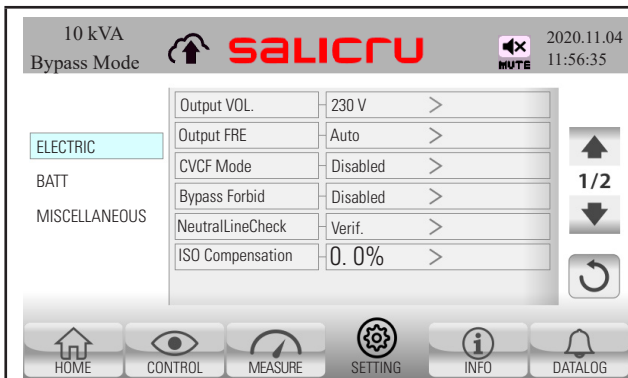 10 kVA
Bypass Mode
salicru
MUTE
2020.11.04
11:56:35
ELECTRIC
BATT
MISCELLANEOUS
Output VOL. 230 V >
Output FRE Auto >
CVCF Mode Disabled >
Bypass Forbid Disabled >
NeutralLineCheck Verif. >
ISO Compensation 0. 0% >
1/2
HOME CONTROL MEASURE SETTING INFO DATALOG